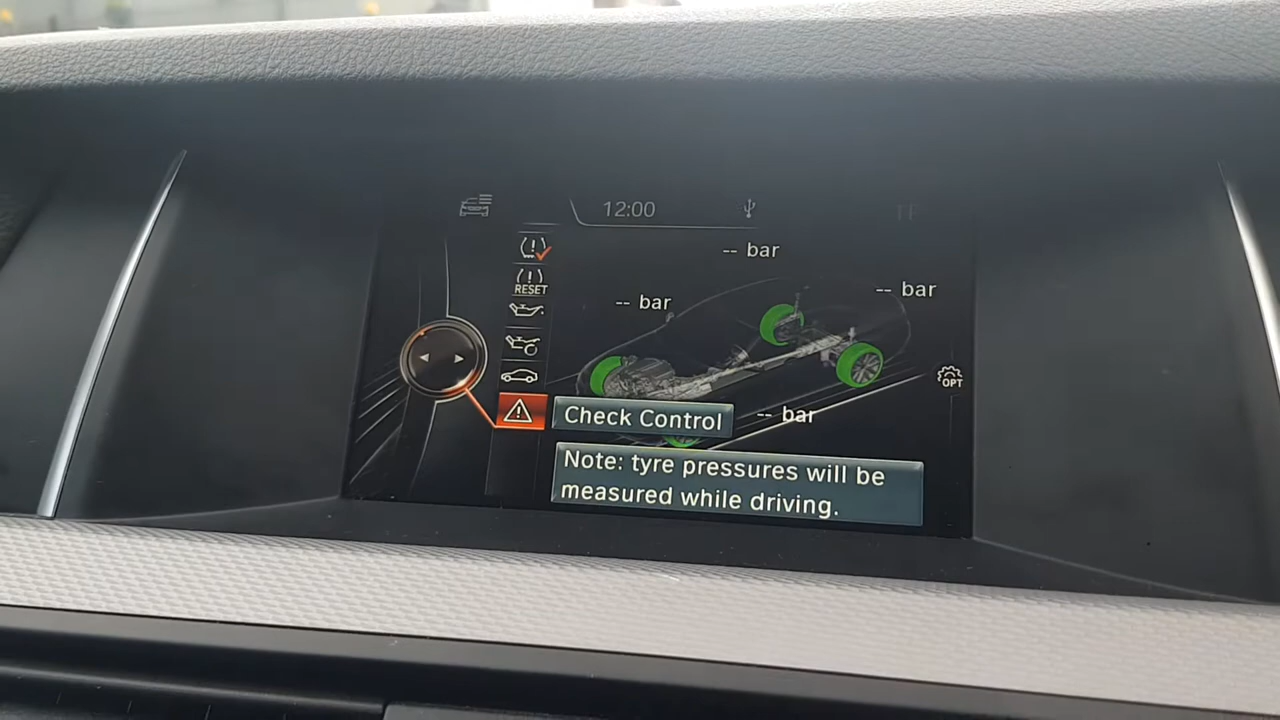 12:00
-- bar
-- bar
-- bar
RESET
OPT
Check Control
-- bar
Note: tyre pressures will be
measured while driving.